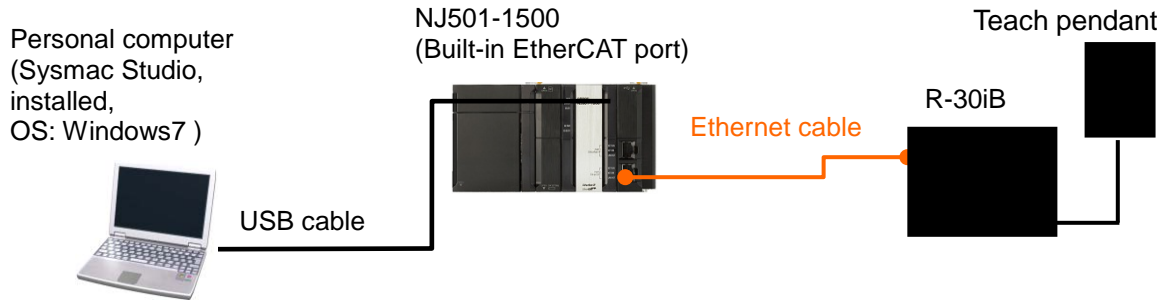 Personal computer
(Sysmac Studio,
installed,
OS: Windows7 )
NJ501-1500
(Built-in EtherCAT port)
Teach pendant
R-30iB
Ethernet cable
USB cable